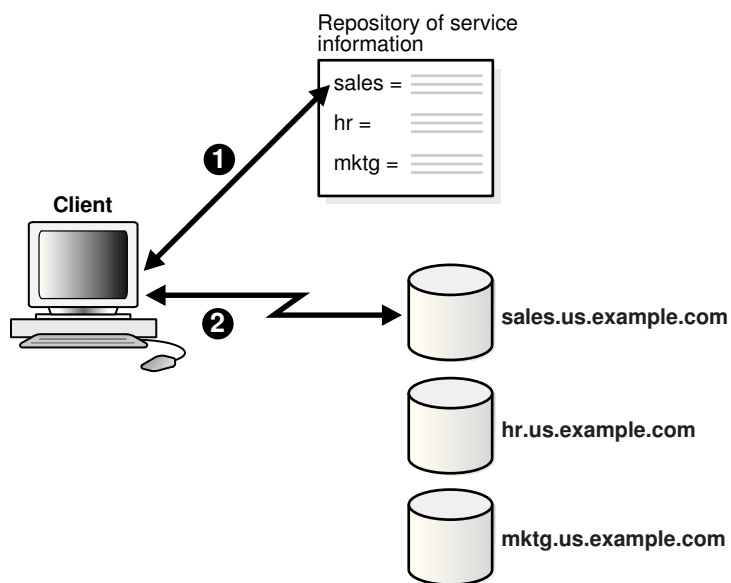 Repository of service
information
sales =
hr =
mktg =
1
Client
2
sales.us.example.com
hr.us.example.com
mktg.us.example.com